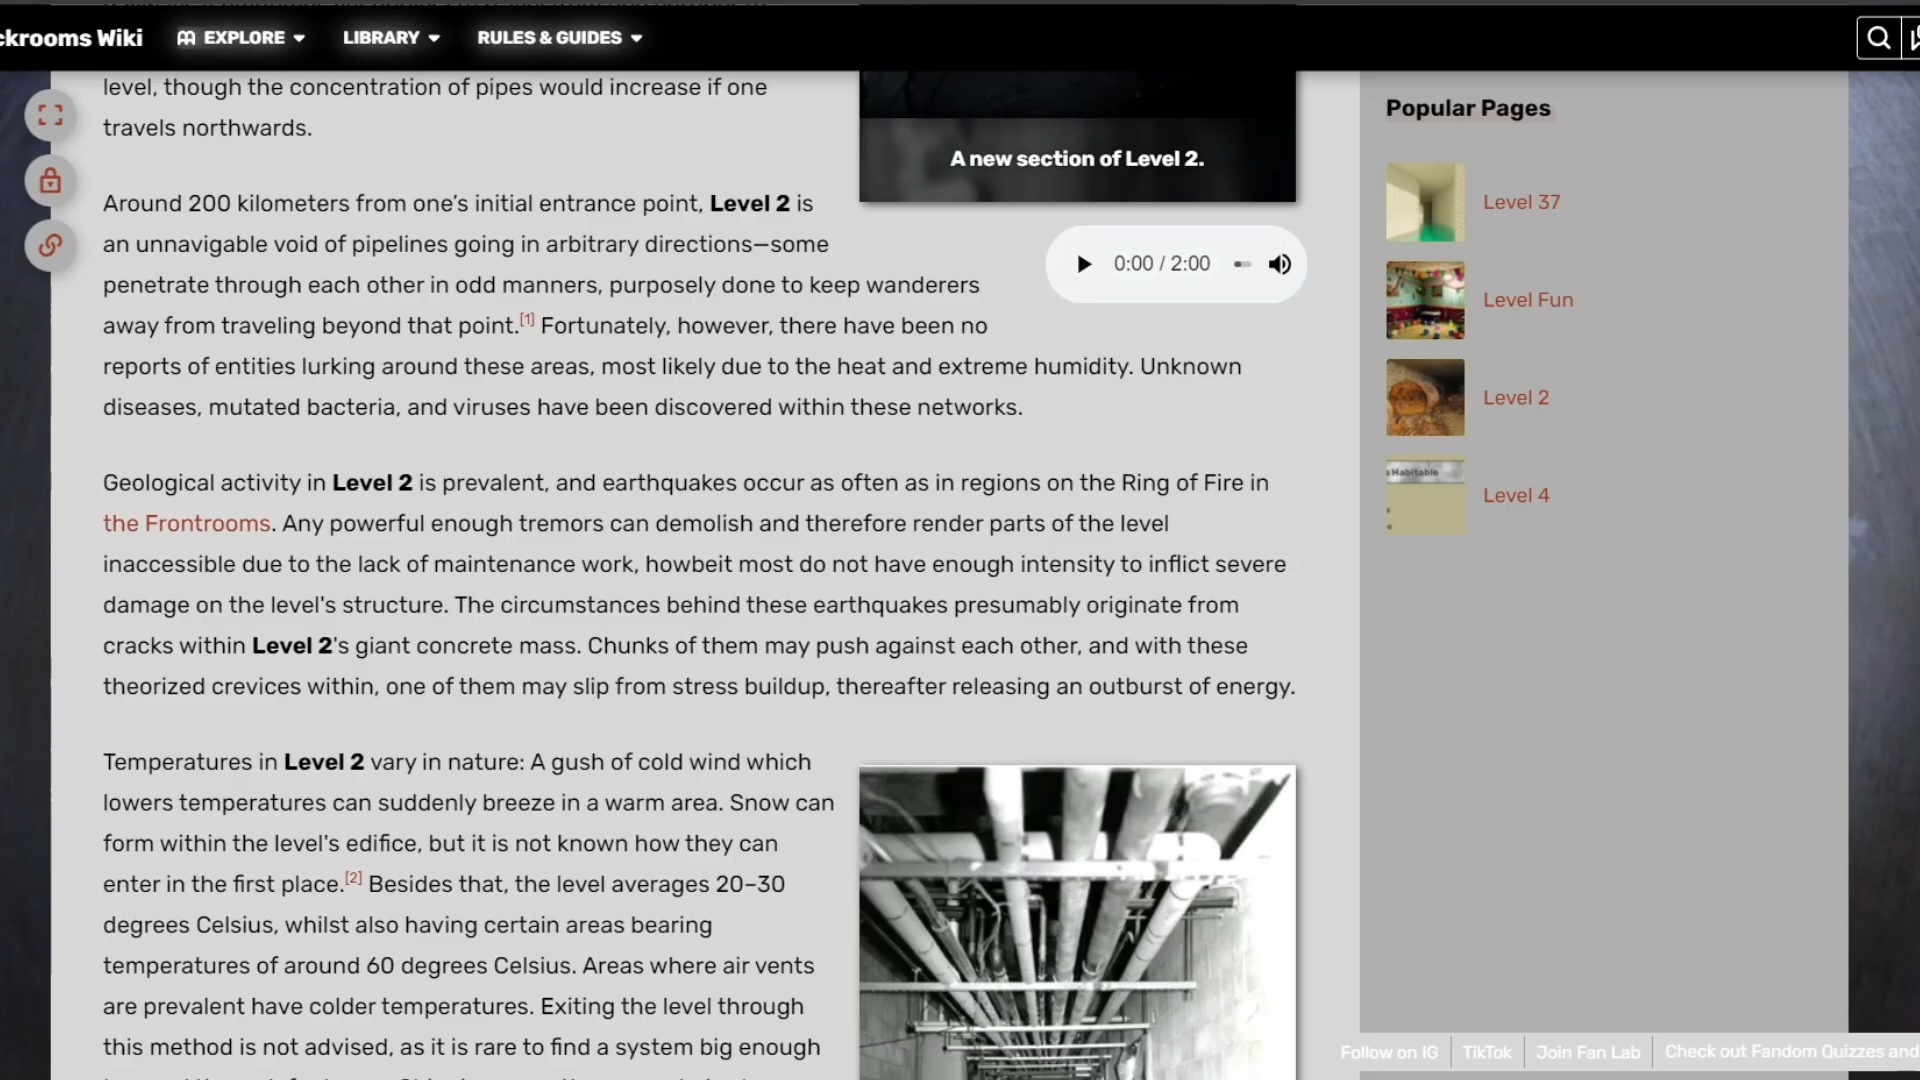 ckrooms Wiki
EXPLORE
LIBRARY
RULES & GUIDES
level, though the concentration of pipes would increase if one
travels northwards.
A new section of Level 2.
Around 200 kilometers from one's initial entrance point, Level 2 is
an unnavigable void of pipelines going in arbitrary directions—some
penetrate through each other in odd manners, purposely done to keep wanderers
away from traveling beyond that point.[1] Fortunately, however, there have been no
reports of entities lurking around these areas, most likely due to the heat and extreme humidity. Unknown
diseases, mutated bacteria, and viruses have been discovered within these networks.
0:00 / 2:00
Geological activity in Level 2 is prevalent, and earthquakes occur as often as in regions on the Ring of Fire in
the Frontrooms. Any powerful enough tremors can demolish and therefore render parts of the level
inaccessible due to the lack of maintenance work, howbeit most do not have enough intensity to inflict severe
damage on the level's structure. The circumstances behind these earthquakes presumably originate from
cracks within Level 2's giant concrete mass. Chunks of them may push against each other, and with these
theorized crevices within, one of them may slip from stress buildup, thereafter releasing an outburst of energy.
Temperatures in Level 2 vary in nature: A gush of cold wind which
lowers temperatures can suddenly breeze in a warm area. Snow can
form within the level's edifice, but it is not known how they can
enter in the first place.[2] Besides that, the level averages 20–30
degrees Celsius, whilst also having certain areas bearing
temperatures of around 60 degrees Celsius. Areas where air vents
are prevalent have colder temperatures. Exiting the level through
this method is not advised, as it is rare to find a system big enough
Popular Pages
Level 37
Level Fun
Level 2
Habitable
Level 4
Follow on IG
TikTok
Join Fan Lab
Check out Fandom Quizzes and